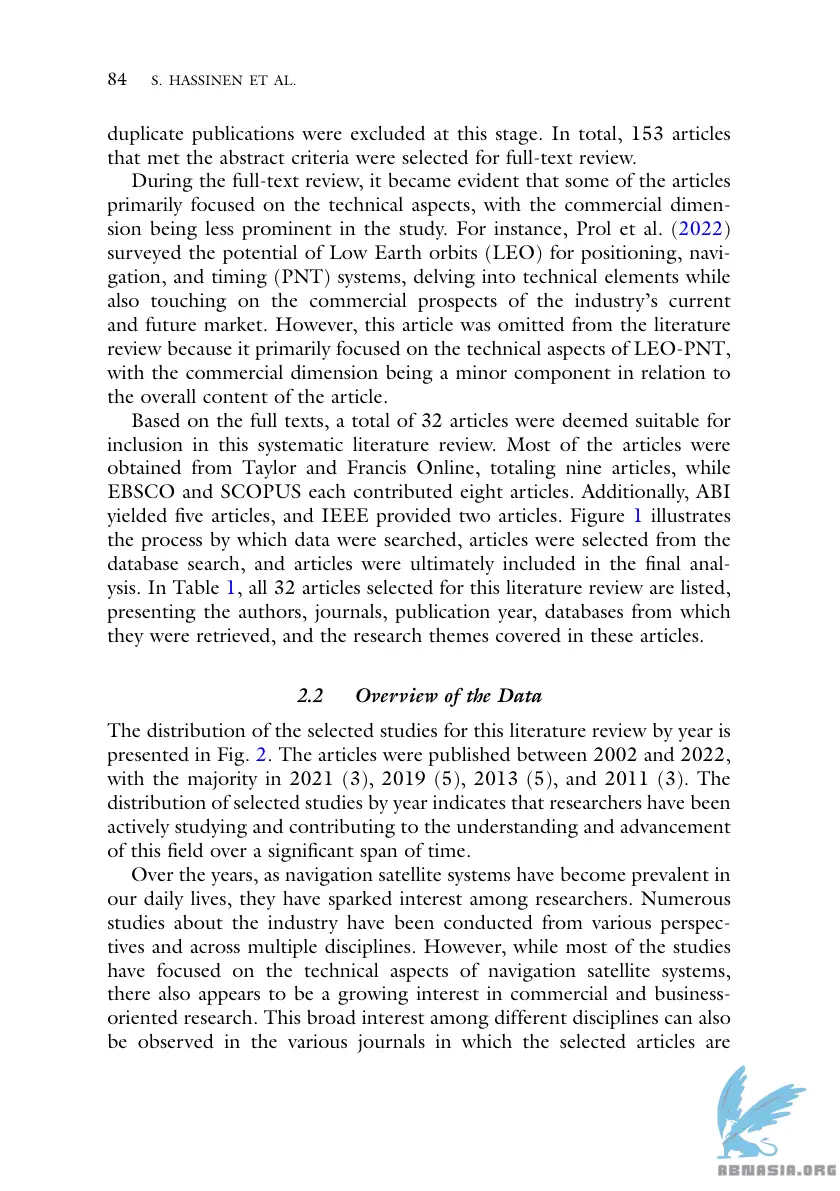 84 S. HASSINEN ET AL.
duplicate publications were excluded at this stage. In total, 153 articles
that met the abstract criteria were selected for full-text review.
During the full-text review, it became evident that some of the articles
primarily focused on the technical aspects, with the commercial dimen-
sion being less prominent in the study. For instance, Prol et al. (2022)
surveyed the potential of Low Earth orbits (LEO) for positioning, navi-
gation, and timing (PNT) systems, delving into technical elements while
also touching on the commercial prospects of the industry’s current
and future market. However, this article was omitted from the literature
review because it primarily focused on the technical aspects of LEO-PNT,
with the commercial dimension being a minor component in relation to
the overall content of the article.
Based on the full texts, a total of 32 articles were deemed suitable for
inclusion in this systematic literature review. Most of the articles were
obtained from Taylor and Francis Online, totaling nine articles, while
EBSCO and SCOPUS each contributed eight articles. Additionally, ABI
yielded five articles, and IEEE provided two articles. Figure 1 illustrates
the process by which data were searched, articles were selected from the
database search, and articles were ultimately included in the final anal-
ysis. In Table 1, all 32 articles selected for this literature review are listed,
presenting the authors, journals, publication year, databases from which
they were retrieved, and the research themes covered in these articles.
2.2 Overview of the Data
The distribution of the selected studies for this literature review by year is
presented in Fig. 2. The articles were published between 2002 and 2022,
with the majority in 2021 (3), 2019 (5), 2013 (5), and 2011 (3). The
distribution of selected studies by year indicates that researchers have been
actively studying and contributing to the understanding and advancement
of this field over a significant span of time.
Over the years, as navigation satellite systems have become prevalent in
our daily lives, they have sparked interest among researchers. Numerous
studies about the industry have been conducted from various perspec-
tives and across multiple disciplines. However, while most of the studies
have focused on the technical aspects of navigation satellite systems,
there also appears to be a growing interest in commercial and business-
oriented research. This broad interest among different disciplines can also
be observed in the various journals in which the selected articles are
ABNASIA.ORG